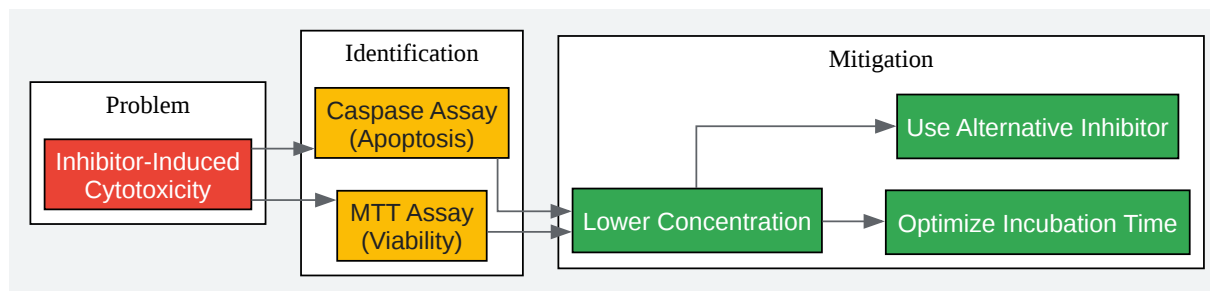 Problem
Inhibitor-Induced
Cytotoxicity
Identification
Caspase Assay
(Apoptosis)
MTT Assay
(Viability)
Mitigation
Lower Concentration
Use Alternative Inhibitor
Optimize Incubation Time